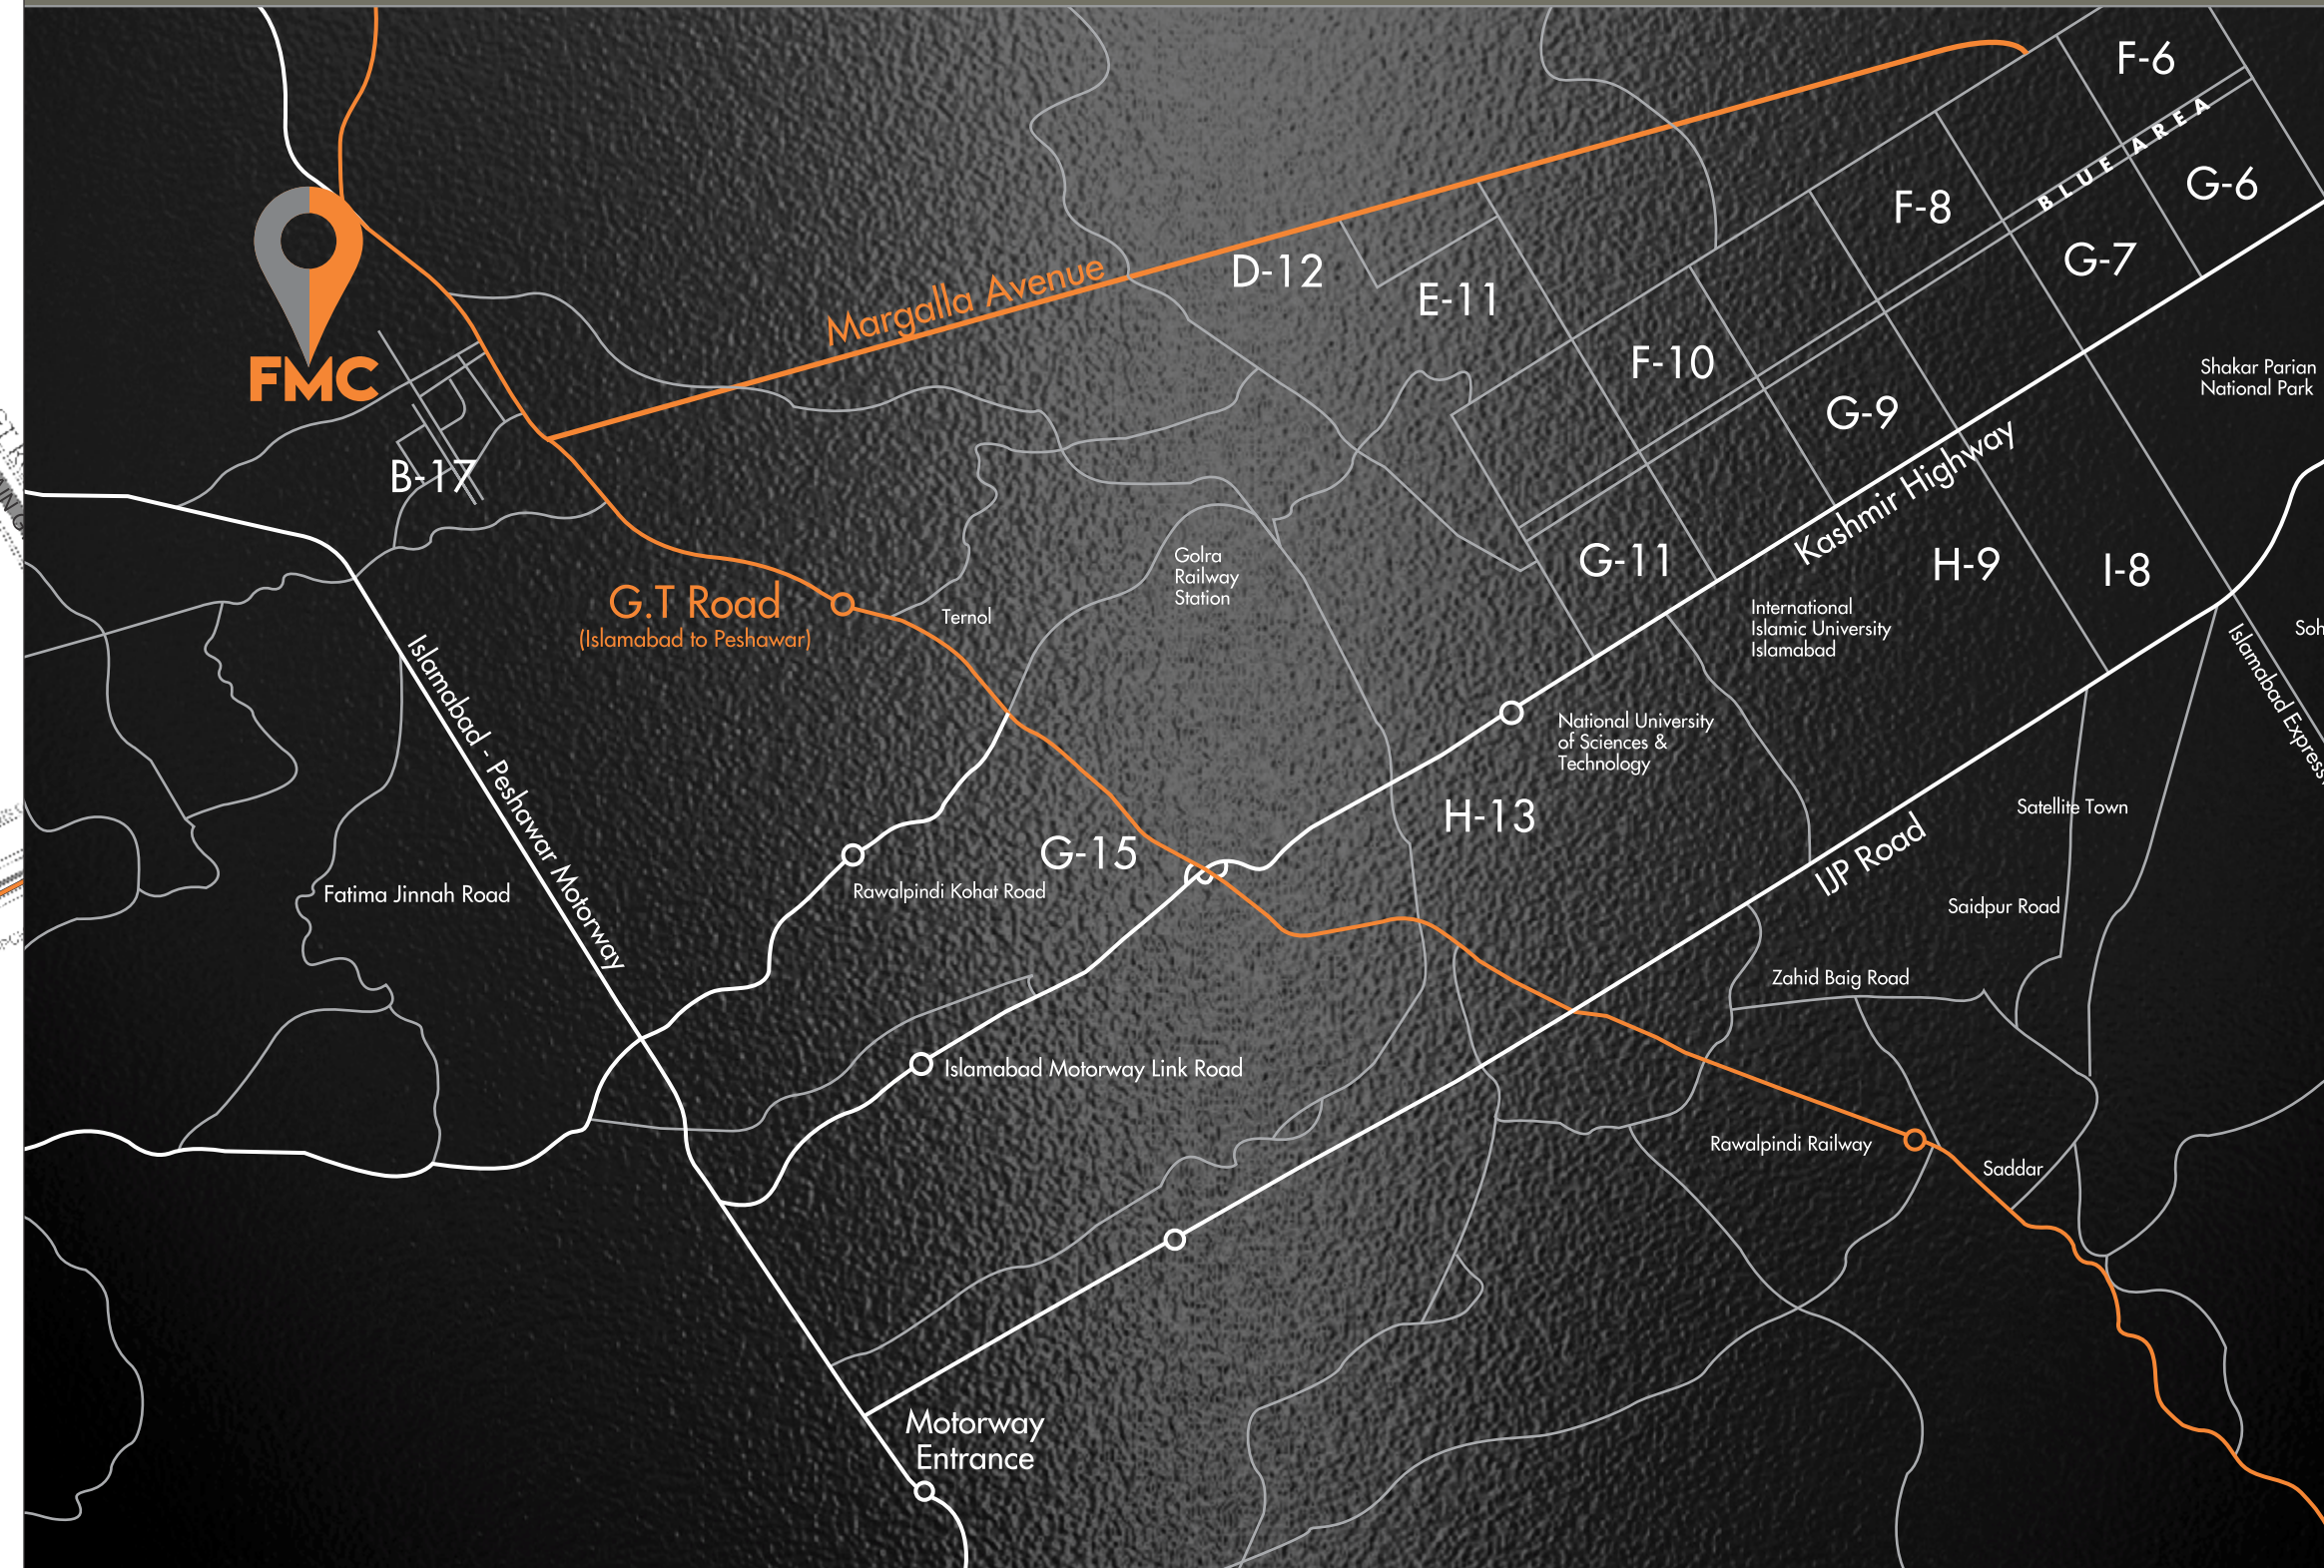 F-6
BLUE AREA
G-6
F-8
G-7
D-12
Margalla Avenue
E-11
FMC
F-10
Shakar Parian
National Park
G-9
B-17
Kashmir Highway
G-11
H-9
I-8
Golra
Railway
Station
G.T Road
(Islamabad to Peshawar)
Ternol
International
Islamic University
Islamabad
Islamabad - Peshawar Motorway
National University
of Sciences &
Technology
Satellite Town
H-13
G-15
IJP Road
Fatima Jinnah Road
Rawalpindi Kohat Road
Saidpur Road
Zahid Baig Road
Islamabad Motorway Link Road
Rawalpindi Railway
Saddar
Motorway
Entrance
Islamabad Express
Soh